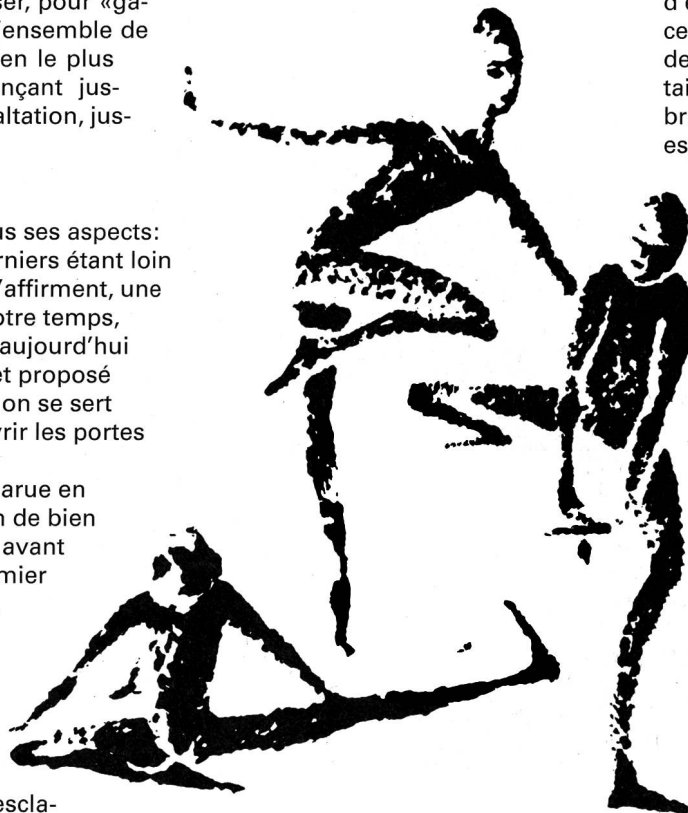 ser, pour «ga-
'ensemble de
en le plus
nçant jus-
altation, jus-
us ses aspects:
rniers étant loin
'affirment, une
otre temps,
aujourd'hui
et proposé
on se sert
vrir les portes
arue en
n de bien
avant
mier
escla-
d'e
ce
de
tai
br
es